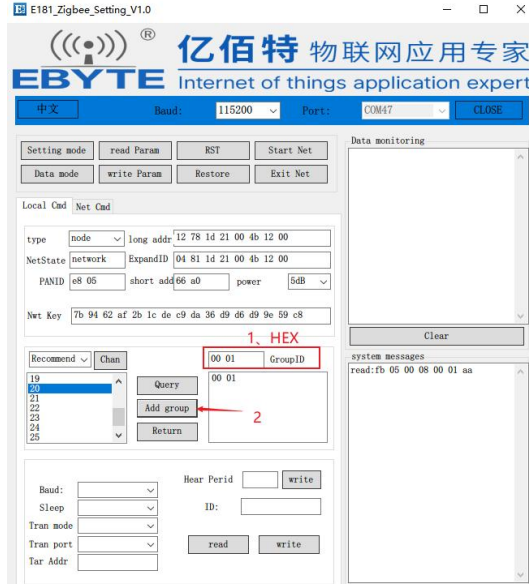 E181_Zigbee_Setting_V1.0
((•)) ® 亿佰特 物联网应用专家
EBYTE Internet of things application expert
中文 Baud: 115200 Port: COM47 CLOSE
Setting mode read Param RST Start Net
Data mode write Param Restore Exit Net
Data monitoring
Local Cmd Net Cmd
type node long addr 12 78 1d 21 00 4b 12 00
NetState network ExpandID 04 81 1d 21 00 4b 12 00
PANID e8 05 short add 66 a0 power 5dB
Nwt Key 7b 94 62 af 2b 1c de c9 da 36 d9 d6 d9 9e 59 c8
Clear
1、HEX
Recommend Chan 00 01 GroupID
system messages
read:fb 05 00 08 00 01 aa
19
20
21
22
23
24
25
Query
Add group
Return
00 01
2
Hear Perid write
Baud:
Sleep
Tran mode
Tran port
Tar Addr
ID:
read write